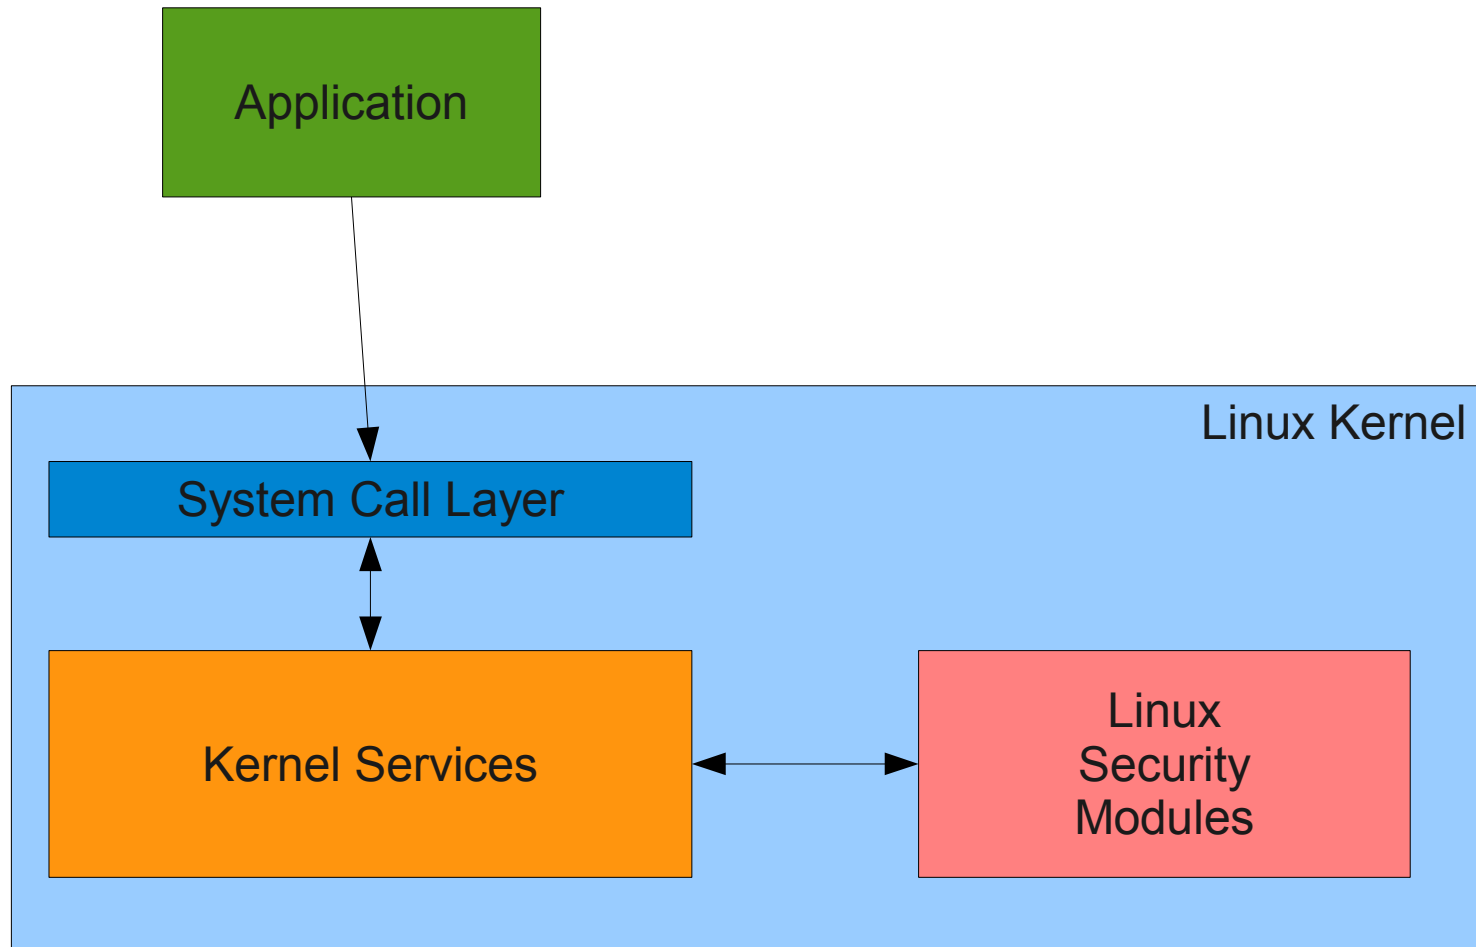 Application
Linux Kernel
System Call Layer
Kernel Services
Linux
Security
Modules